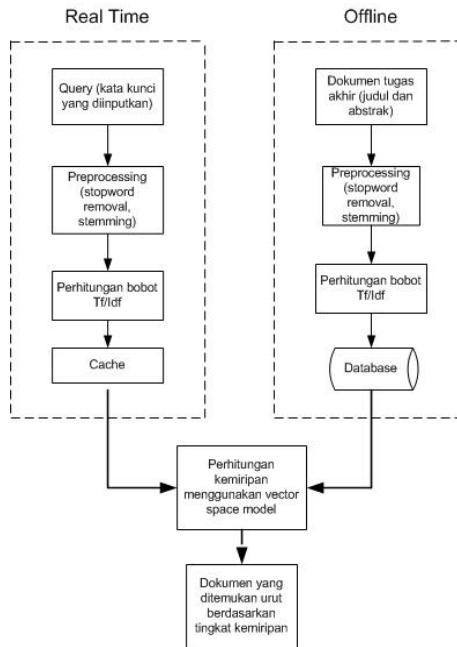 Real Time
Query (kata kunci
yang diinputkan)
Preprocessing
(stopword
removal,
stemming)
Perhitungan bobot
Tf/Idf
Cache
Offline
Dokumen tugas
akhir (judul dan
abstrak)
Preprocessing
(stopword
removal,
stemming)
Perhitungan bobot
Tf/Idf
Database
Perhitungan
kemiripan
menggunakan vector
space model
Dokumen yang
ditemukan urut
berdasarkan
tingkat kemiripan